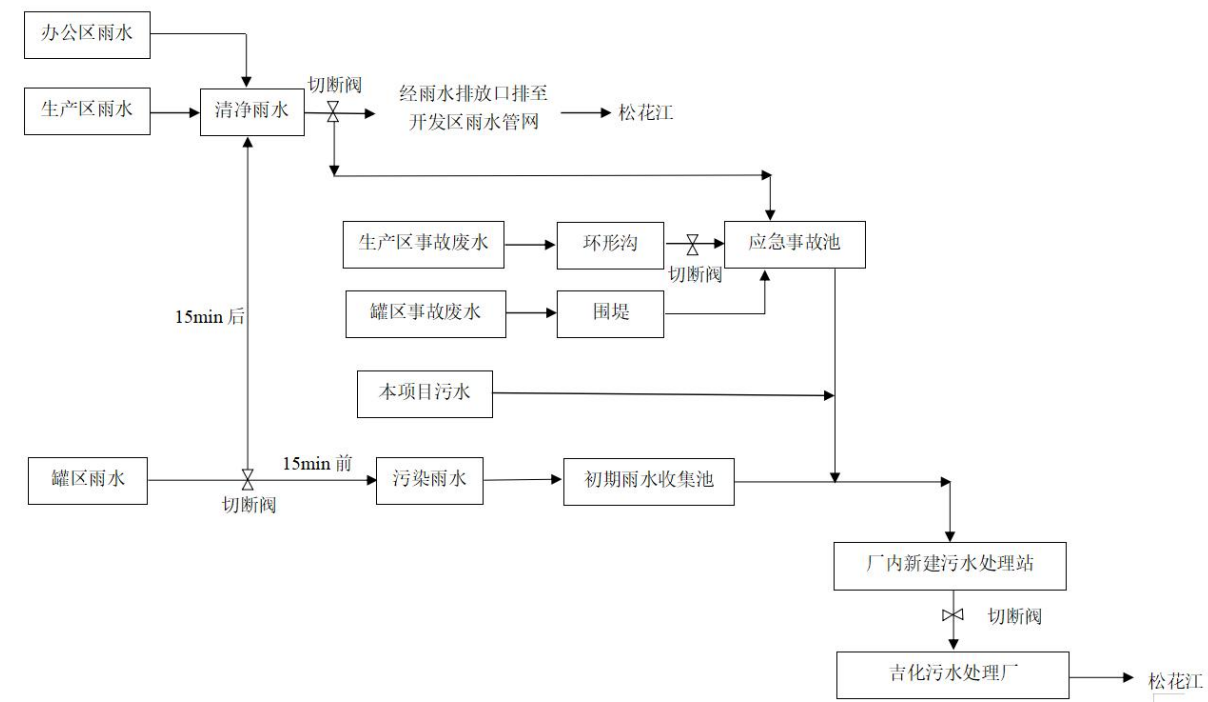 办公区雨水
切断阀
生产区雨水
清净雨水
经雨水排放口排至
开发区雨水管网
松花江
生产区事故废水
环形沟
应急事故池
切断阀
罐区事故废水
围堤
15min 后
本项目污水
15min 前
罐区雨水
污染雨水
初期雨水收集池
切断阀
厂内新建污水处理站
切断阀
吉化污水处理厂
松花江